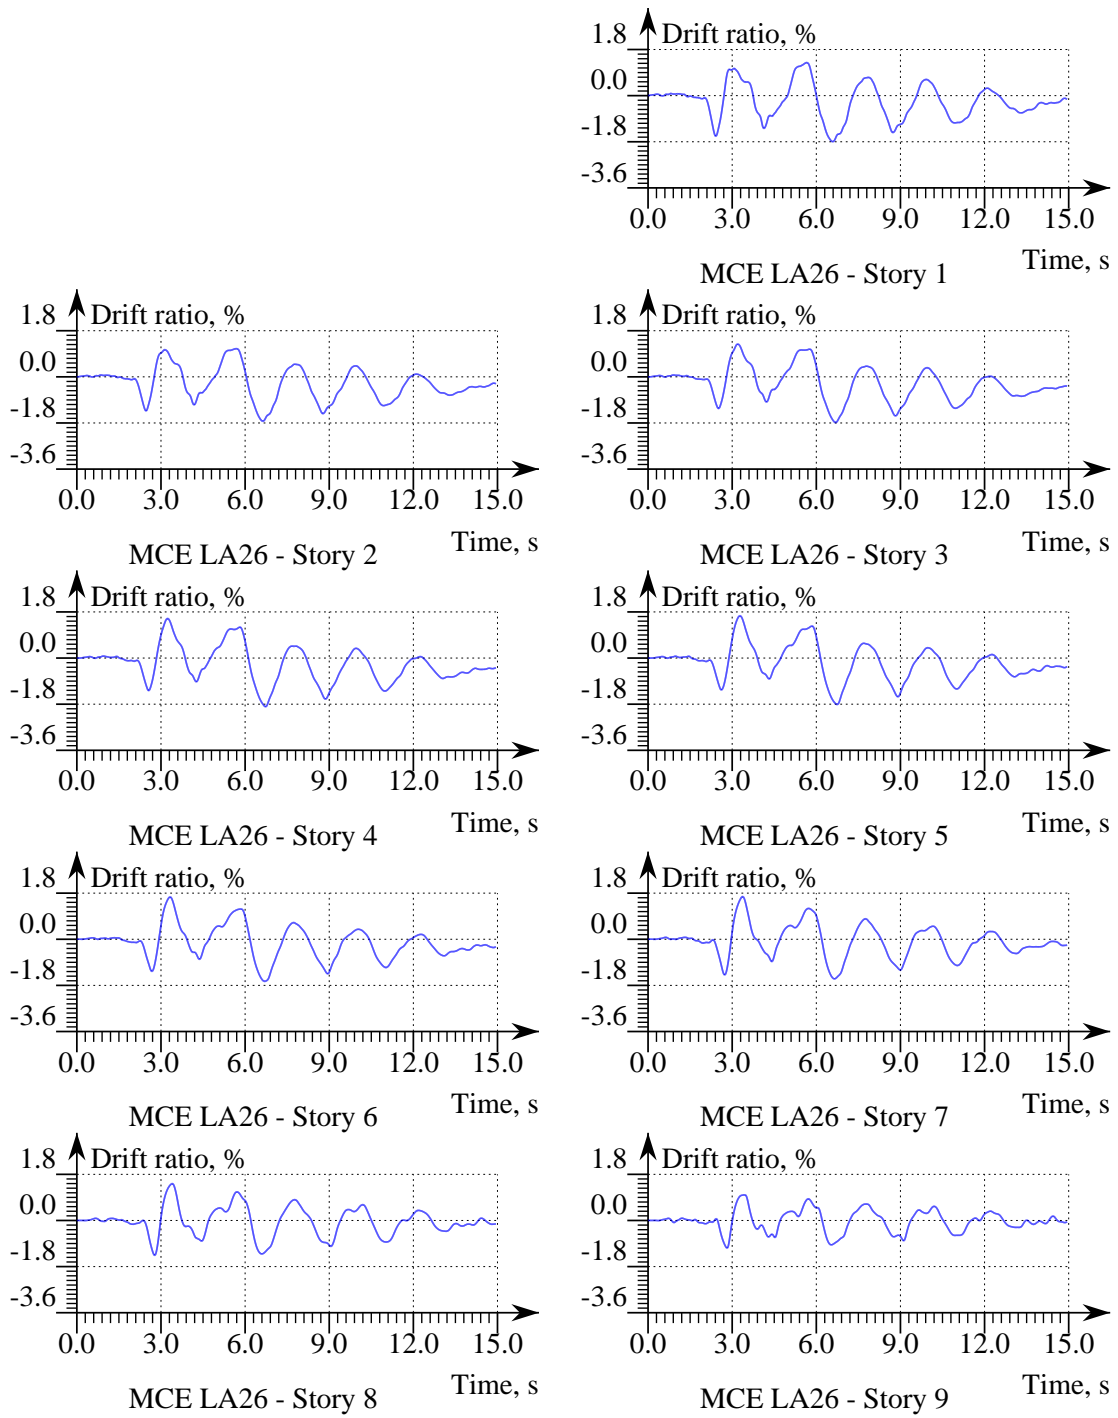 Drift ratio, %
1.8
0.0
-1.8
-3.6
0.0 3.0 6.0 9.0 12.0 15.0
Time, s
MCE LA26 - Story 1
Drift ratio, %
1.8
0.0
-1.8
-3.6
0.0 3.0 6.0 9.0 12.0 15.0
Time, s
MCE LA26 - Story 2
Drift ratio, %
1.8
0.0
-1.8
-3.6
0.0 3.0 6.0 9.0 12.0 15.0
Time, s
MCE LA26 - Story 3
Drift ratio, %
1.8
0.0
-1.8
-3.6
0.0 3.0 6.0 9.0 12.0 15.0
Time, s
MCE LA26 - Story 4
Drift ratio, %
1.8
0.0
-1.8
-3.6
0.0 3.0 6.0 9.0 12.0 15.0
Time, s
MCE LA26 - Story 5
Drift ratio, %
1.8
0.0
-1.8
-3.6
0.0 3.0 6.0 9.0 12.0 15.0
Time, s
MCE LA26 - Story 6
Drift ratio, %
1.8
0.0
-1.8
-3.6
0.0 3.0 6.0 9.0 12.0 15.0
Time, s
MCE LA26 - Story 7
Drift ratio, %
1.8
0.0
-1.8
-3.6
0.0 3.0 6.0 9.0 12.0 15.0
Time, s
MCE LA26 - Story 8
Drift ratio, %
1.8
0.0
-1.8
-3.6
0.0 3.0 6.0 9.0 12.0 15.0
Time, s
MCE LA26 - Story 9